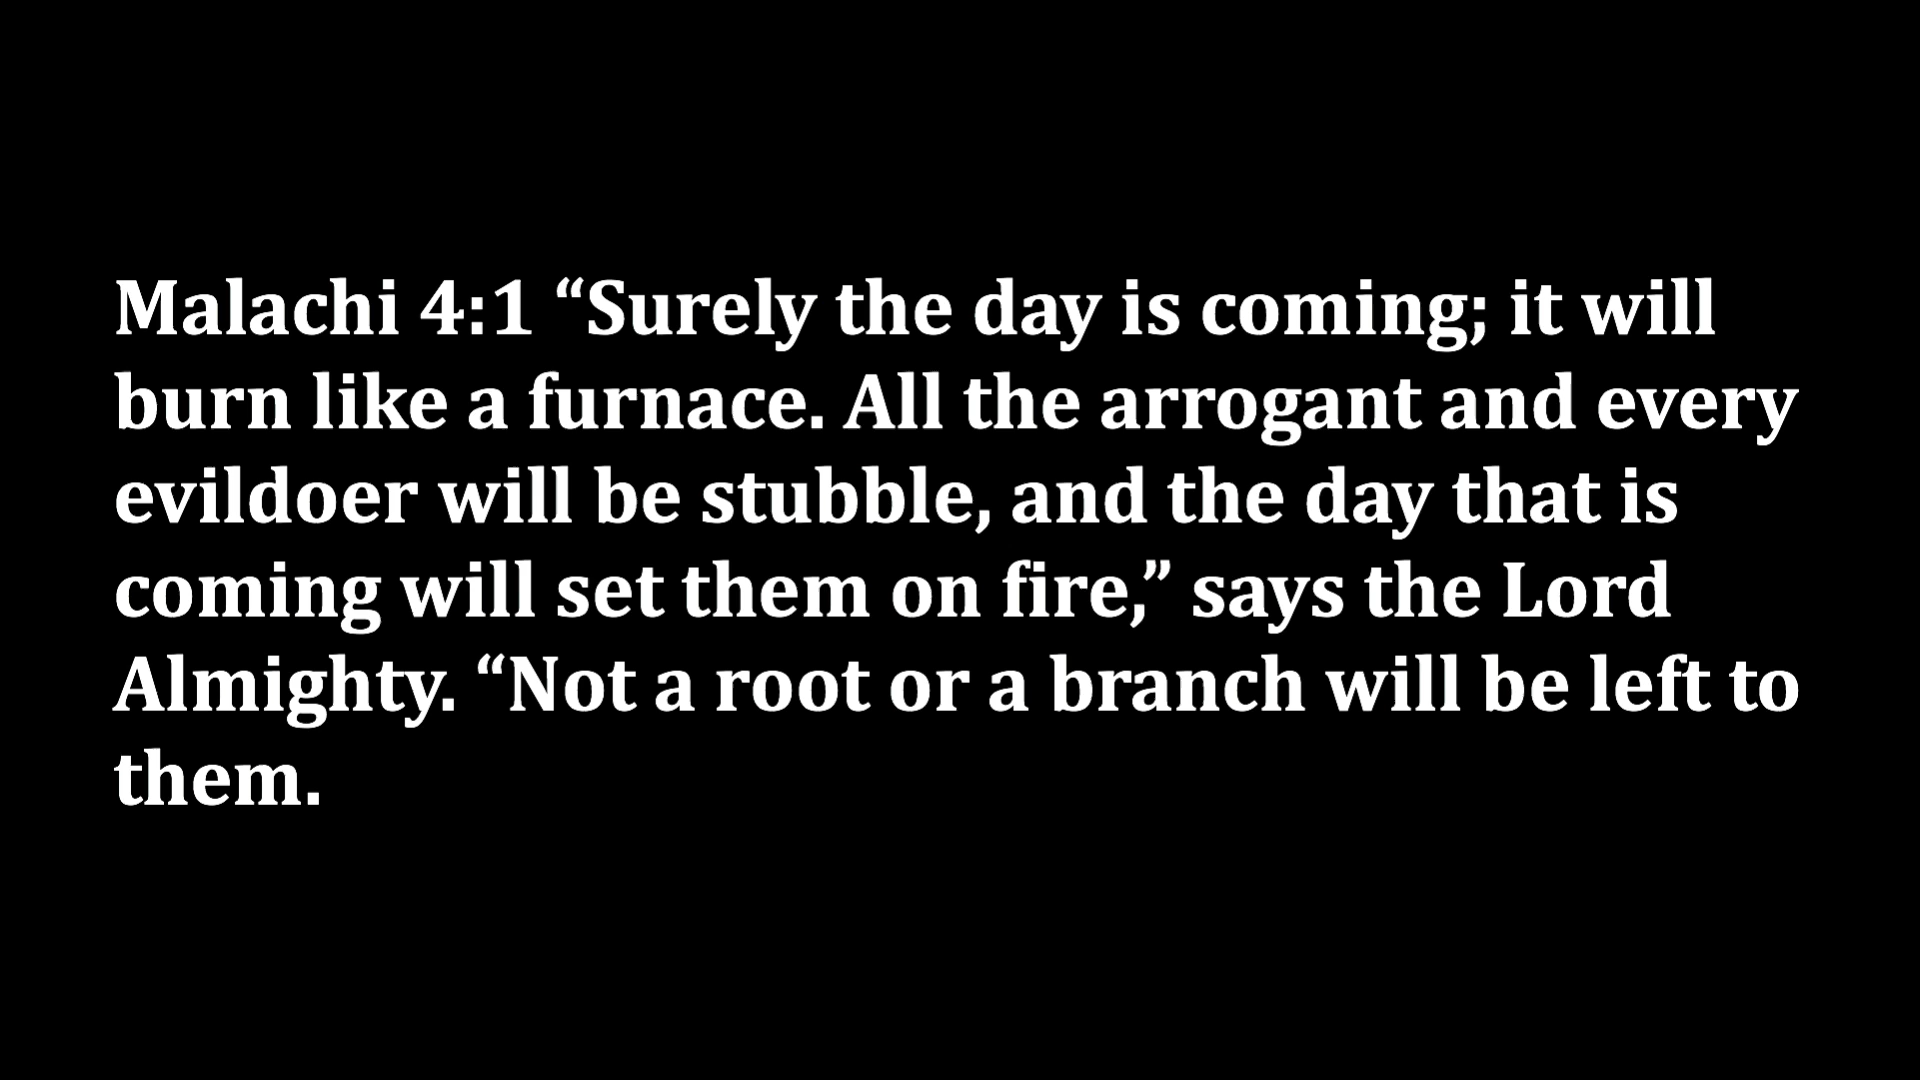 Malachi 4:1 “Surely the day is coming; it will
burn like a furnace. All the arrogant and every
evildoer will be stubble, and the day that is
coming will set them on fire,” says the Lord
Almighty. “Not a root or a branch will be left to
them.